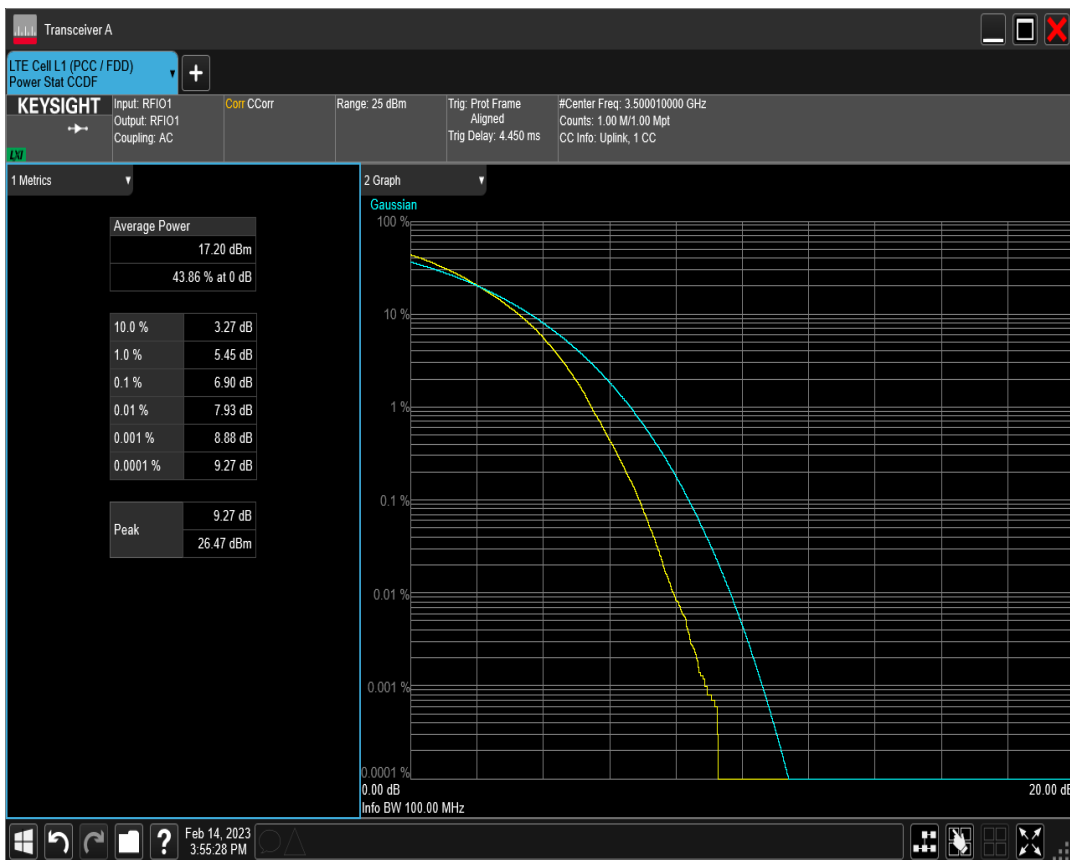 Transceiver A
LTE Cell L1 (PCC / FDD)
Power Stat CCDF
+
KEYSIGHT
LXI
Input: RFIO1
Output: RFIO1
Coupling: AC
Corr CCorr
Range: 25 dBm
Trig: Prot Frame
Aligned
Trig Delay: 4.450 ms
#Center Freq: 3.500010000 GHz
Counts: 1.00 M/1.00 Mpt
CC Info: Uplink, 1 CC
1 Metrics
Average Power
17.20 dBm
43.86 % at 0 dB
10.0 % 3.27 dB
1.0 % 5.45 dB
0.1 % 6.90 dB
0.01 % 7.93 dB
0.001 % 8.88 dB
0.0001 % 9.27 dB
Peak 9.27 dB
26.47 dBm
2 Graph
Gaussian
100 %
10 %
1 %
0.1 %
0.01 %
0.001 %
0.0001 %
0.00 dB 20.00 dB
Info BW 100.00 MHz
?
Feb 14, 2023
3:55:28 PM